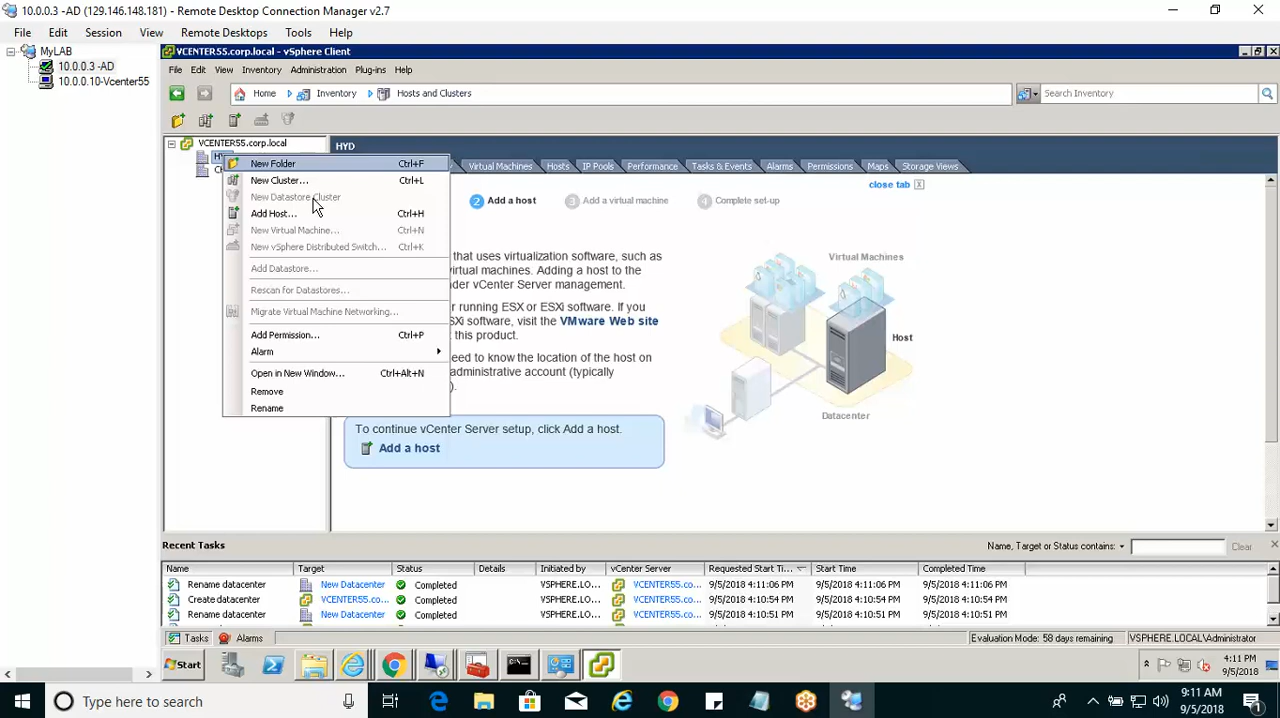 10.0.0.3 -AD (129.146.148.181) - Remote Desktop Connection Manager v2.7
File Edit Session View Remote Desktops Tools Help
MyLAB
10.0.0.3 -AD
10.0.0.10-Vcenter55
VCENTER55.corp.local - vSphere Client
File Edit View Inventory Administration Plug-ins Help
Home Inventory Hosts and Clusters
Search Inventory
VCENTER55.corp.local
HYD
Virtual Machines Hosts IP Pools Performance Tasks & Events Alarms Permissions Maps Storage Views
close tab
New Folder Ctrl+F
New Cluster... Ctrl+L
New Datastore Cluster
Add Host... Ctrl+H
New Virtual Machine... Ctrl+N
New vSphere Distributed Switch... Ctrl+K
Add Datastore...
Rescan for Datastores...
Migrate Virtual Machine Networking...
Add Permission... Ctrl+P
Alarm
Open in New Window... Ctrl+Alt+N
Remove
Rename
2 Add a host 3 Add a virtual machine 4 Complete set-up
that uses virtualization software, such as
virtual machines. Adding a host to the
nder vCenter Server management.
r running ESX or ESXi software. If you
Xi software, visit the VMware Web site
this product.
eed to know the location of the host on
administrative account (typically
).
To continue vCenter Server setup, click Add a host.
Add a host
Virtual Machines
Host
Datacenter
Recent Tasks
Name, Target or Status contains: Clear
Name Target Status Details Initiated by vCenter Server Requested Start Ti... Start Time Completed Time
Rename datacenter New Datacenter Completed VSPHERE.LO... VCENTER55.co... 9/5/2018 4:11:06 PM 9/5/2018 4:11:06 PM 9/5/2018 4:11:06 PM
Create datacenter VCENTER55.co... Completed VSPHERE.LO... VCENTER55.co... 9/5/2018 4:10:54 PM 9/5/2018 4:10:54 PM 9/5/2018 4:10:54 PM
Rename datacenter New Datacenter Completed VSPHERE.LO... VCENTER55.co... 9/5/2018 4:10:51 PM 9/5/2018 4:10:51 PM 9/5/2018 4:10:51 PM
Tasks Alarms
Evaluation Mode: 58 days remaining VSPHERE.LOCAL\Administrator
Start
4:11 PM
9/5/2018
Type here to search
9:11 AM
9/5/2018